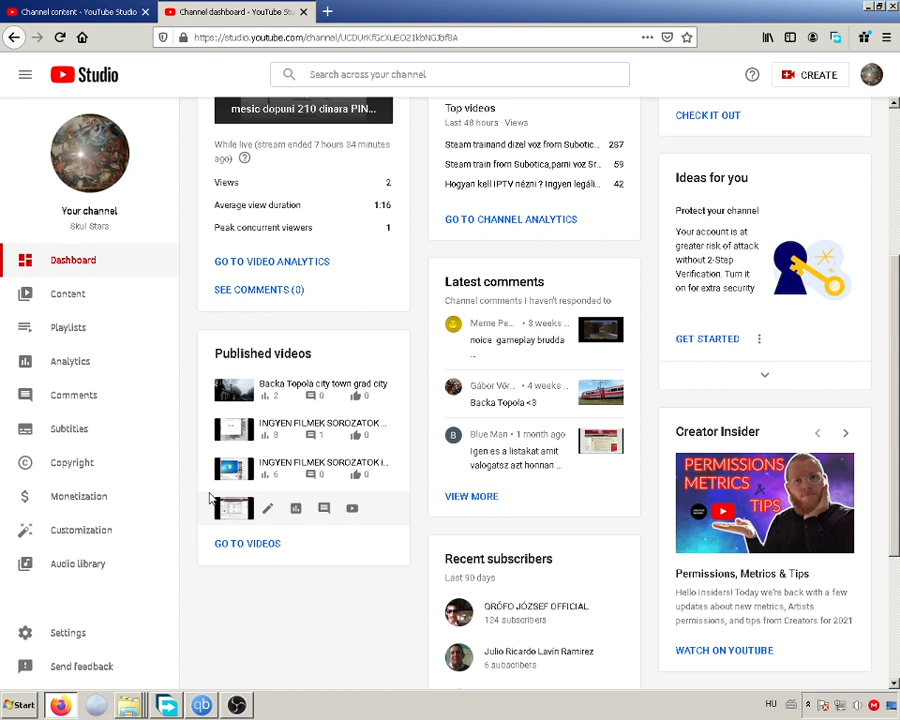 Channel content - YouTube Studio
Channel dashboard - YouTube Stu
https://studio.youtube.com/channel/
Studio
Search across your channel
CREATE
Your channel
Skul Stars
Dashboard
Content
Playlists
Analytics
Comments
Subtitles
Copyright
Monetization
Customization
Audio library
Settings
Send feedback
mesic dopuni 210 dinara PIN...
While live (stream ended 7 hours 34 minutes
ago)
Views 2
Average view duration 1:16
Peak concurrent viewers 1
GO TO VIDEO ANALYTICS
SEE COMMENTS (0)
Published videos
Backa Topola city town grad city
2 0 0
INGYEN FILMEK SOROZATOK ...
8 1 0
INGYEN FILMEK SOROZATOK i...
6 0 0
GO TO VIDEOS
Top videos
Last 48 hours · Views
Steam trainand dizel voz from Subotic... 287
Steam train from Subotica,parni voz Sr... 59
Hogyan kell IPTV nézni ? Ingyen legáli... 42
GO TO CHANNEL ANALYTICS
Latest comments
Channel comments I haven't responded to
Meme Pe... • 3 weeks ...
noice gameplay brudda
...
Gábor Vör... • 4 weeks ...
Backa Topola <3
B
Blue Man • 1 month ago
Igen es a listakat amit
valogatsz azt honnan ...
VIEW MORE
Recent subscribers
Last 90 days
GRÓFO JÓZSEF OFFICIAL
124 subscribers
Julio Ricardo Lavín Ramírez
6 subscribers
CHECK IT OUT
Ideas for you
Protect your channel
Your account is at
greater risk of attack
without 2-Step
Verification. Turn it
on for extra security
GET STARTED
Creator Insider
PERMISSIONS
METRICS
TIPS
Permissions, Metrics & Tips
Hello Insiders! Today we're back with a few
updates about new metrics, Artists
permissions, and tips from Creators for 2021
WATCH ON YOUTUBE
Start
qb
HU